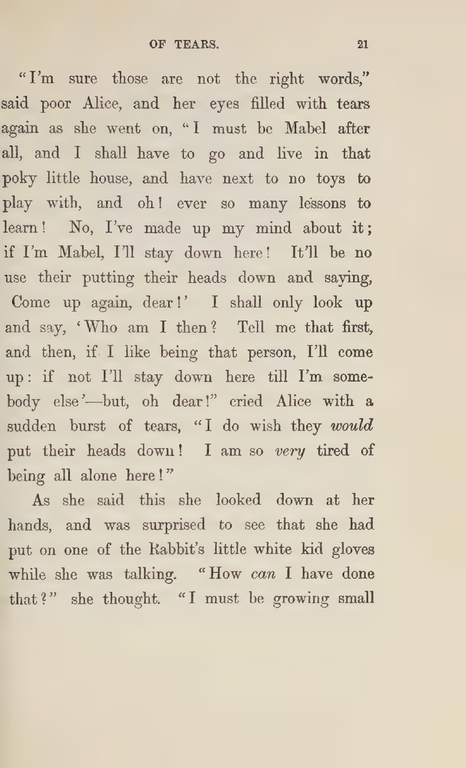 OF TEARS. 21
"I'm sure those are not the right words,"
said poor Alice, and her eyes filled with tears
again as she went on, "I must be Mabel after
all, and I shall have to go and live in that
poky little house, and have next to no toys to
play with, and oh! ever so many lessons to
learn! No, I've made up my mind about it;
if I'm Mabel, I'll stay down here! It'll be no
use their putting their heads down and saying,
Come up again, dear!' I shall only look up
and say, 'Who am I then? Tell me that first,
and then, if I like being that person, I'll come
up: if not I'll stay down here till I'm some-
body else'—but, oh dear!" cried Alice with a
sudden burst of tears, "I do wish they would
put their heads down! I am so very tired of
being all alone here!"
As she said this she looked down at her
hands, and was surprised to see that she had
put on one of the Rabbit's little white kid gloves
while she was talking. "How can I have done
that?" she thought. "I must be growing small